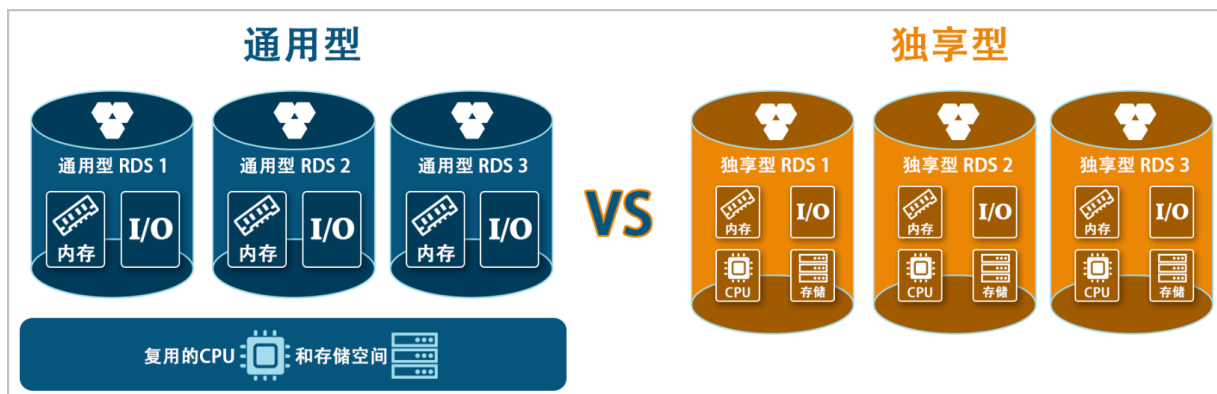 通用型
通用型 RDS 1
内存
I/O
通用型 RDS 2
内存
I/O
通用型 RDS 3
内存
I/O
复用的CPU 和存储空间
VS
独享型
独享型 RDS 1
内存
I/O
CPU
存储
独享型 RDS 2
内存
I/O
CPU
存储
独享型 RDS 3
内存
I/O
CPU
存储